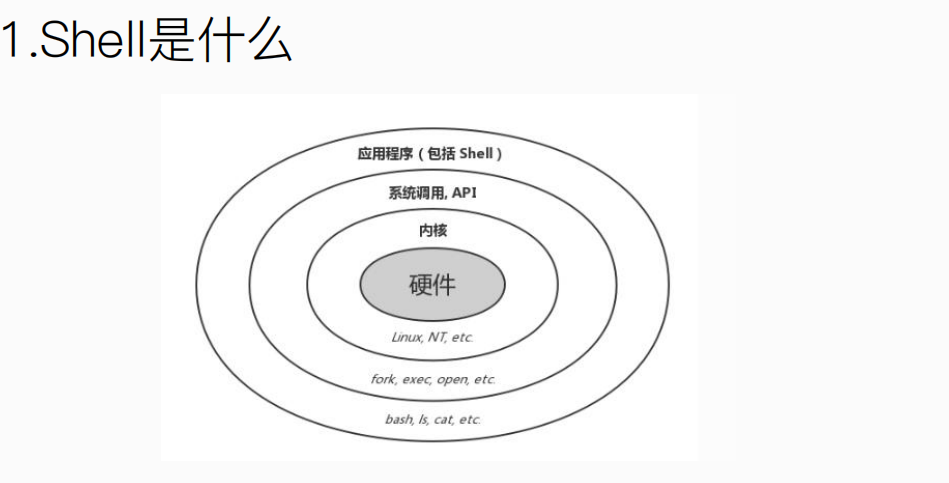 1.Shell是什么
应用程序（包括 Shell）
系统调用, API
内核
硬件
Linux, NT, etc.
fork, exec, open, etc.
bash, ls, cat, etc.